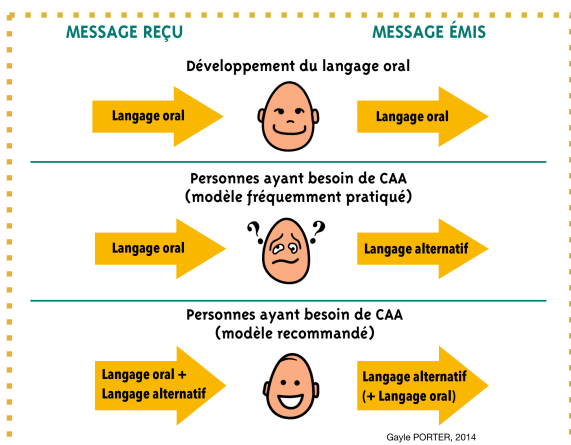 MESSAGE REÇU
MESSAGE ÉMIS
Développement du langage oral
Langage oral
Langage oral
Personnes ayant besoin de CAA
(modèle fréquemment pratiqué)
Langage oral
? ?
Langage alternatif
Personnes ayant besoin de CAA
(modèle recommandé)
Langage oral +
Langage alternatif
Langage alternatif
(+ Langage oral)
Gayle PORTER, 2014